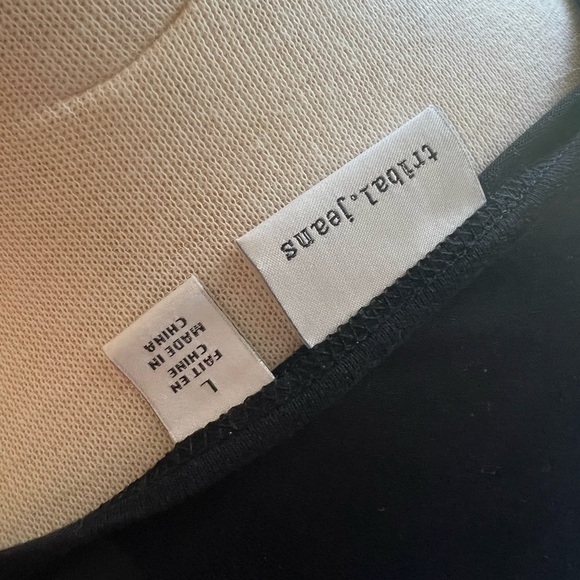 tribal.jeans
L
FAIT EN
CHINE
MADE IN
CHINA